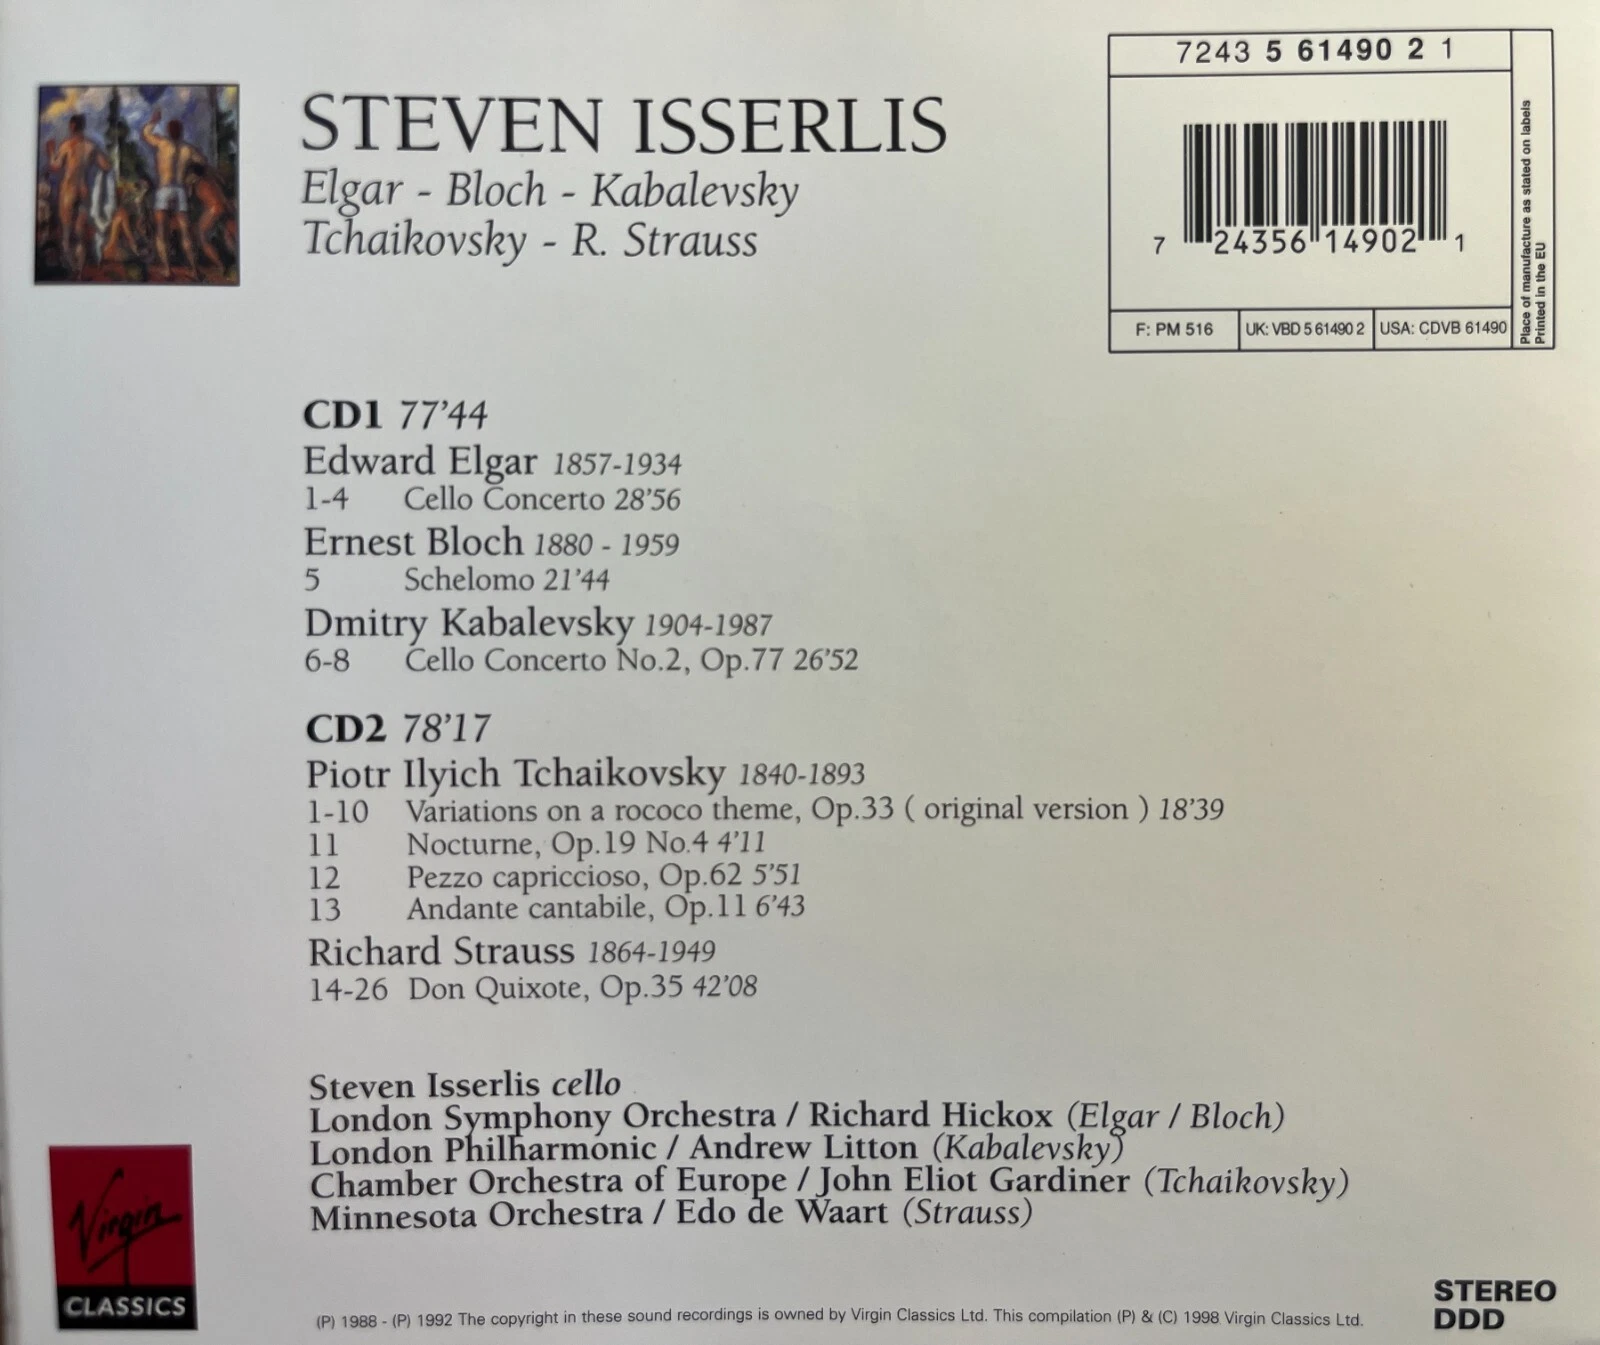 7243 5 61490 2 1
STEVEN ISSERLIS
Elgar - Bloch - Kabalevsky
Tchaikovsky - R. Strauss
7 24356 14902 1
F: PM 516
UK: VBD 5 61490 2
USA: CDVB 61490
Place of manufacture as stated on labels
Printed in the EU
CD1 77'44
Edward Elgar 1857-1934
1-4 Cello Concerto 28'56
Ernest Bloch 1880 - 1959
5 Schelomo 21'44
Dmitry Kabalevsky 1904-1987
6-8 Cello Concerto No.2, Op.77 26'52
CD2 78'17
Piotr Ilyich Tchaikovsky 1840-1893
1-10 Variations on a rococo theme, Op.33 ( original version ) 18'39
11 Nocturne, Op.19 No.4 4'11
12 Pezzo capriccioso, Op.62 5'51
13 Andante cantabile, Op.11 6'43
Richard Strauss 1864-1949
14-26 Don Quixote, Op.35 42'08
Steven Isserlis cello
London Symphony Orchestra / Richard Hickox (Elgar / Bloch)
London Philharmonic / Andrew Litton (Kabalevsky)
Chamber Orchestra of Europe / John Eliot Gardiner (Tchaikovsky)
Minnesota Orchestra / Edo de Waart (Strauss)
Virgin
CLASSICS
(P) 1988 - (P) 1992 The copyright in these sound recordings is owned by Virgin Classics Ltd. This compilation (P) & (C) 1998 Virgin Classics Ltd.
STEREO
DDD